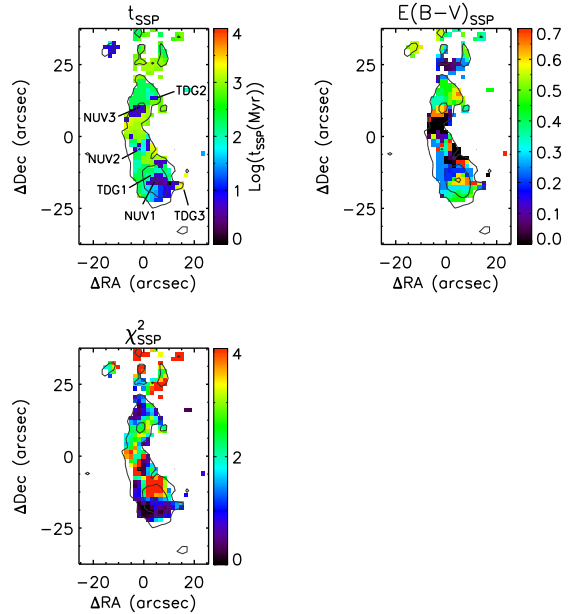 t_SSP
E(B-V)_SSP
25
0
-25
ΔDec (arcsec)
-20
0
20
ΔRA (arcsec)
TDG2
NUV3
NUV2
TDG1
NUV1
TDG3
4
3
2
1
0
Log(t_SSP(Myr)
25
0
-25
ΔDec (arcsec)
-20
0
20
ΔRA (arcsec)
0.7
0.6
0.5
0.4
0.3
0.2
0.1
0.0
χ²_SSP
25
0
-25
ΔDec (arcsec)
-20
0
20
ΔRA (arcsec)
4
2
0